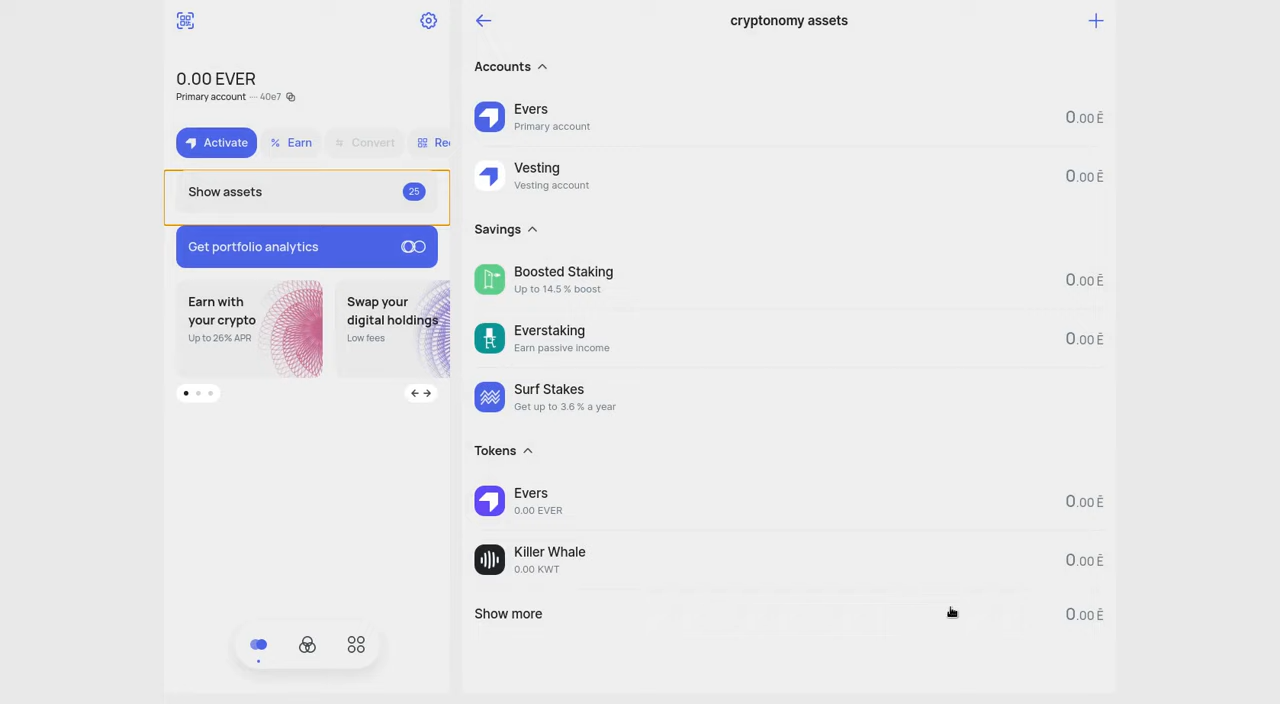 0.00 EVER
Primary account ···· 40e7
Activate
Earn
Convert
Show assets
25
Get portfolio analytics
Earn with
your crypto
Up to 26% APR
Swap your
digital holdings
Low fees
cryptonomy assets
Accounts
Evers
Primary account
0.00 Ē
Vesting
Vesting account
0.00 Ē
Savings
Boosted Staking
Up to 14.5 % boost
0.00 Ē
Everstaking
Earn passive income
0.00 Ē
Surf Stakes
Get up to 3.6 % a year
Tokens
Evers
0.00 EVER
0.00 Ē
Killer Whale
0.00 KWT
0.00 Ē
Show more
0.00 Ē